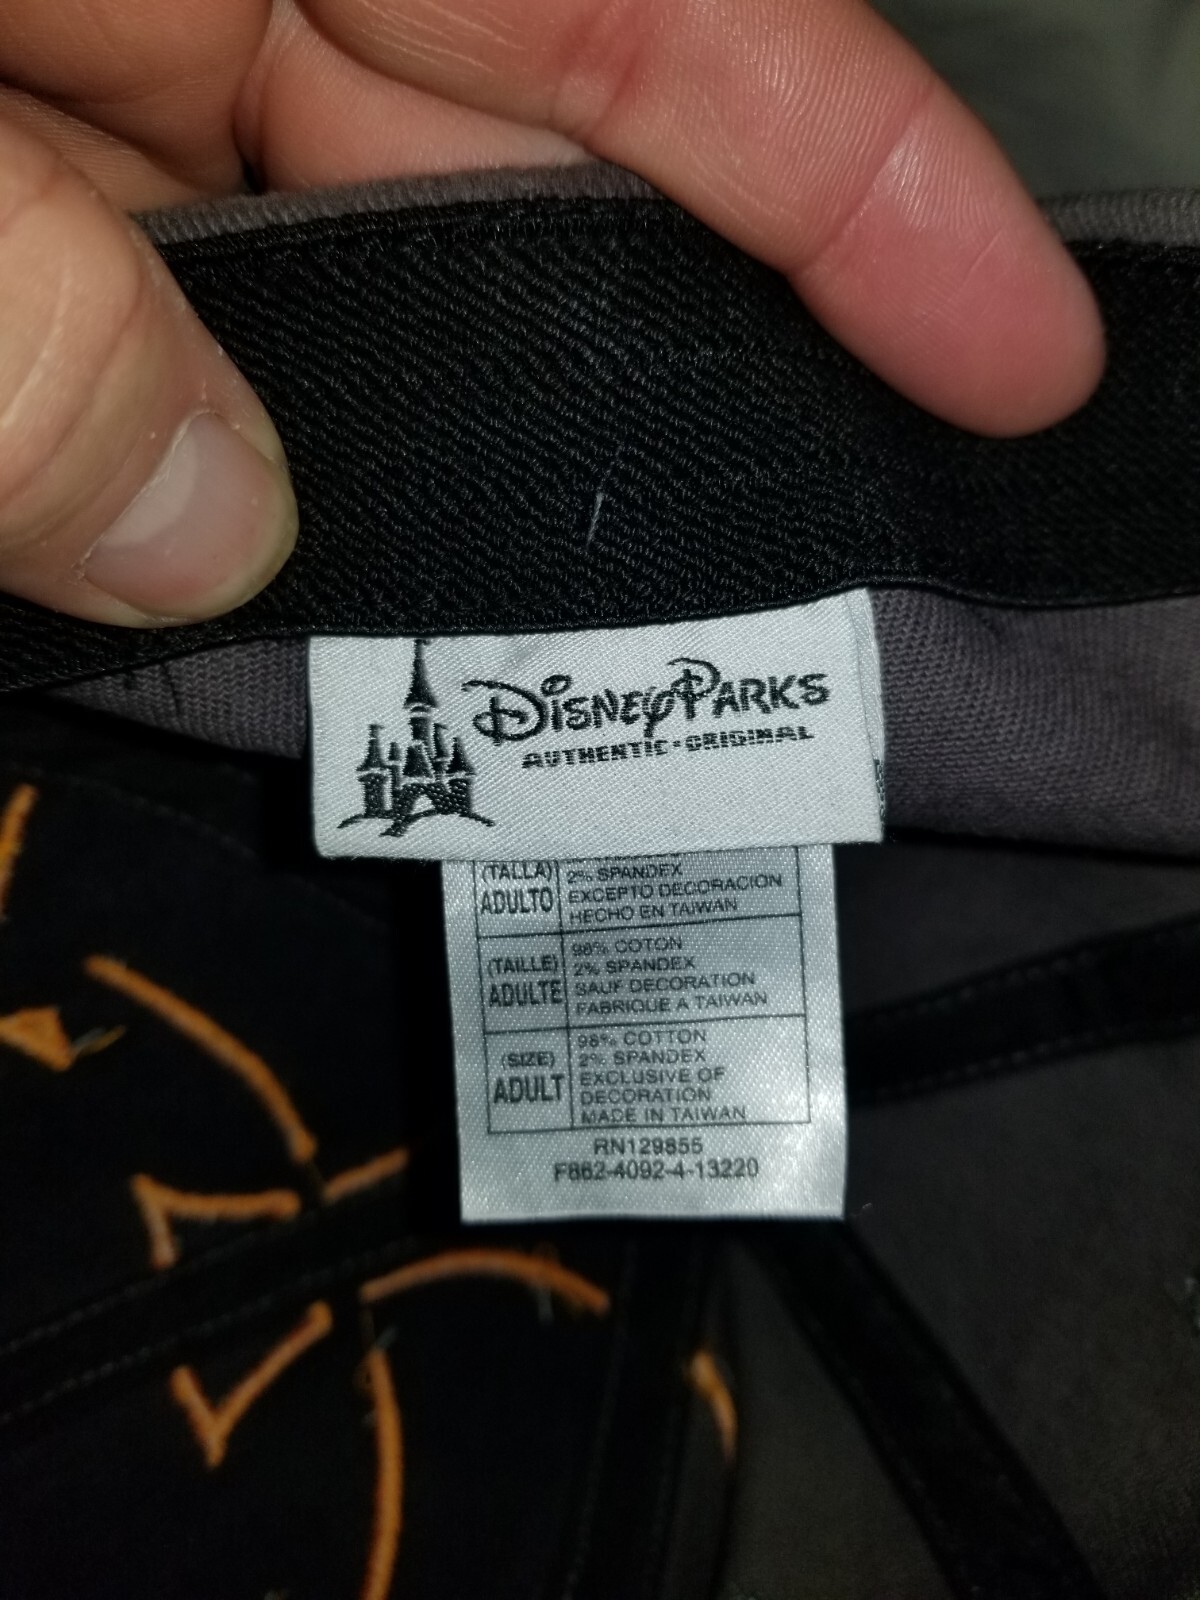 DISNEY PARKS
AUTHENTIC • ORIGINAL
(TALLA)
ADULTO
2% SPANDEX
EXCEPTO DECORACION
HECHO EN TAIWAN
(TAILLE)
ADULTE
98% COTON
2% SPANDEX
SAUF DECORATION
FABRIQUE A TAIWAN
(SIZE)
ADULT
98% COTTON
2% SPANDEX
EXCLUSIVE OF
DECORATION
MADE IN TAIWAN
RN129855
F862-4092-4-13220